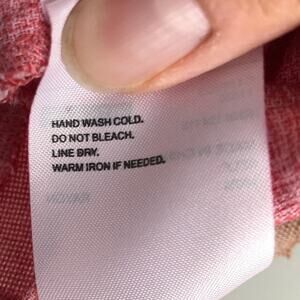 HAND WASH COLD.
DO NOT BLEACH.
LINE DRY.
WARM IRON IF NEEDED.